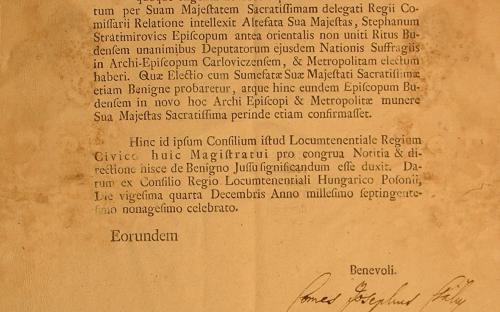 tum per Suam Majestatem Sacratissimam delegati Regii Co-
missarii Relatione intellexit Altefata Sua Majestas, Stephanum
Stratimirovics Episcopum antea orientalis non uniti Ritus Bu-
densem unanimibus Deputatorum ejusdem Nationis Suffragiis
in Archi-Episcopum Carloviczensem, & Metropolitam electum
haberi. Quæ Electio cum Sumefatæ Suæ Majestati Sacratissimæ
etiam Benigne probaretur, atque hinc eundem Episcopum Bu-
densem in novo hoc Archi Episcopi & Metropolitæ munere
Sua Majestas Sacratissima perinde etiam confirmasset.
Hinc id ipsum Consilium istud Locumtenentiale Regium
Civico huic Magistratui pro congrua Notitia & di-
rectione hisce de Benigno Jussu significandum esse duxit. Da-
tum ex Consilio Regio Locumtenentiali Hungarico Posonii,
Die vigesima quarta Decembris Anno millesimo septingente-
simo nonagesimo celebrato.
Eorundem
Benevoli.
Comes Josephus